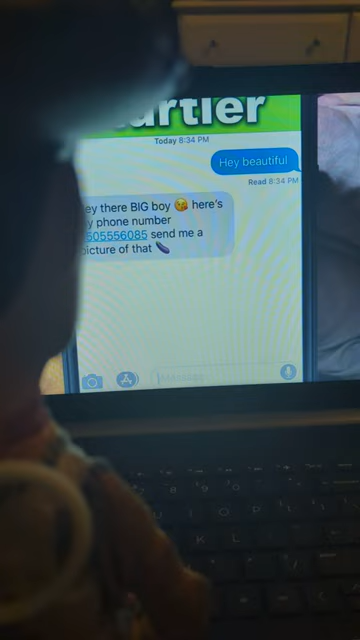 artier
Today 8:34 PM
Hey beautiful
Read 8:34 PM
ey there BIG boy 😘 here's
y phone number
505556085 send me a
picture of that 🍆